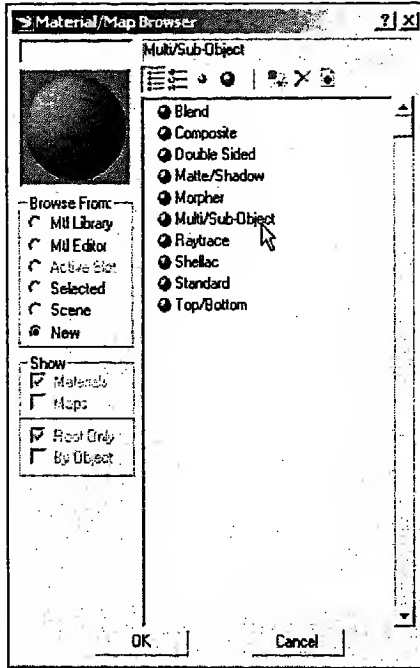 Material/Map Browser ? X
Multi/Sub-Object
Blend
Composite
Double Sided
Matte/Shadow
Morpher
Multi/Sub-Object
Raytrace
Shellac
Standard
Top/Bottom
Browse From:
Mtl Library
Mtl Editor
Active Slot
Selected
Scene
New
Show
Materials
Maps
Root Only
By Object
OK Cancel